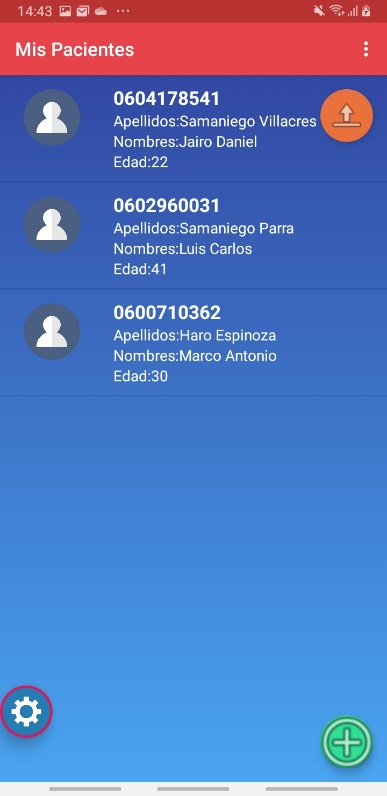 14:43
Mis Pacientes
0604178541
Apellidos:Samaniego Villacres
Nombres:Jairo Daniel
Edad:22
0602960031
Apellidos:Samaniego Parra
Nombres:Luis Carlos
Edad:41
0600710362
Apellidos:Haro Espinoza
Nombres:Marco Antonio
Edad:30